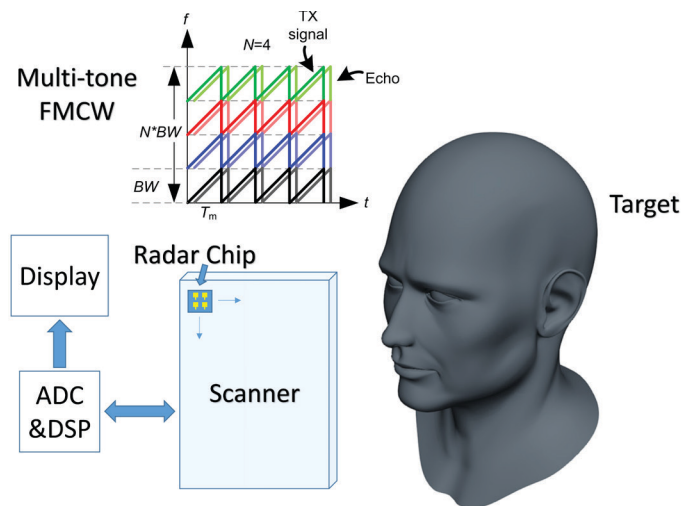 f
TX
signal
N=4
Echo
Multi-tone
FMCW
N*BW
BW
Tm
t
Target
Radar Chip
Display
Scanner
ADC
&DSP